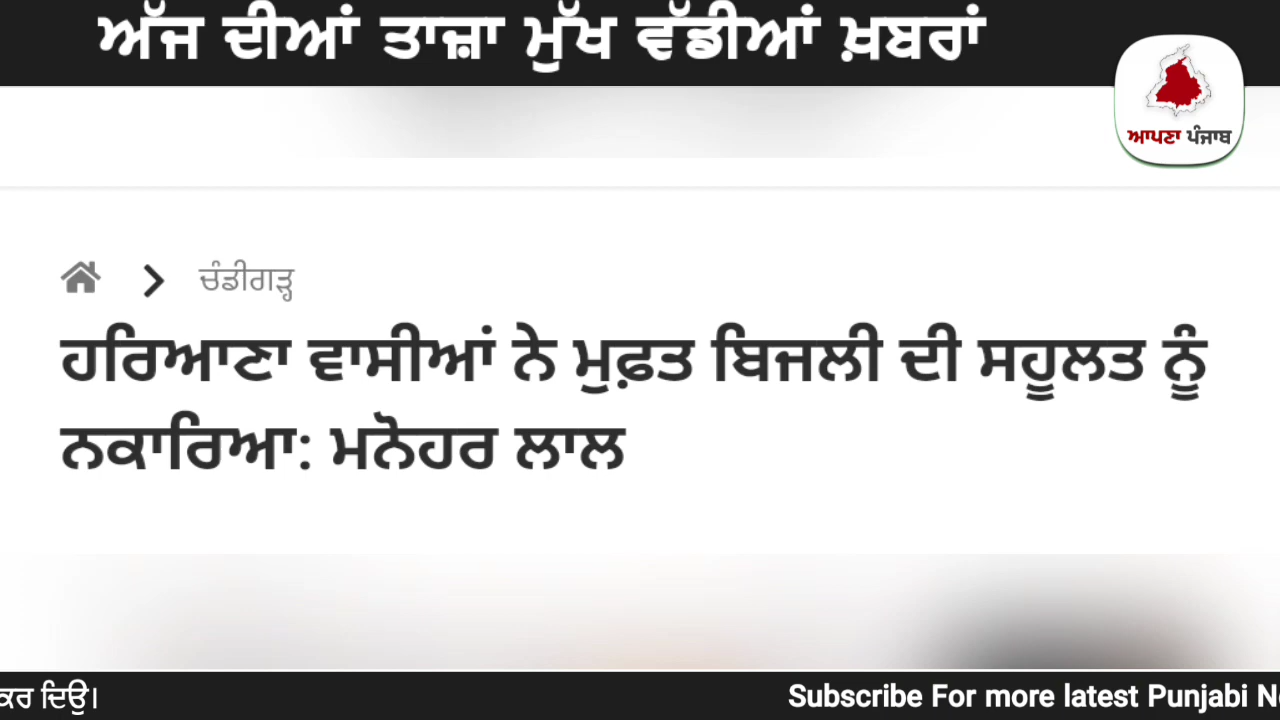 ਅੱਜ ਦੀਆਂ ਤਾਜ਼ਾ ਮੁੱਖ ਵੱਡੀਆਂ ਖ਼ਬਰਾਂ
ਆਪਣਾ ਪੰਜਾਬ
ਚੰਡੀਗੜ੍ਹ
ਹਰਿਆਣਾ ਵਾਸੀਆਂ ਨੇ ਮੁਫ਼ਤ ਬਿਜਲੀ ਦੀ ਸਹੂਲਤ ਨੂੰ
ਨਕਾਰਿਆ: ਮਨੋਹਰ ਲਾਲ
ਕਰ ਦਿਉ। Subscribe For more latest Punjabi